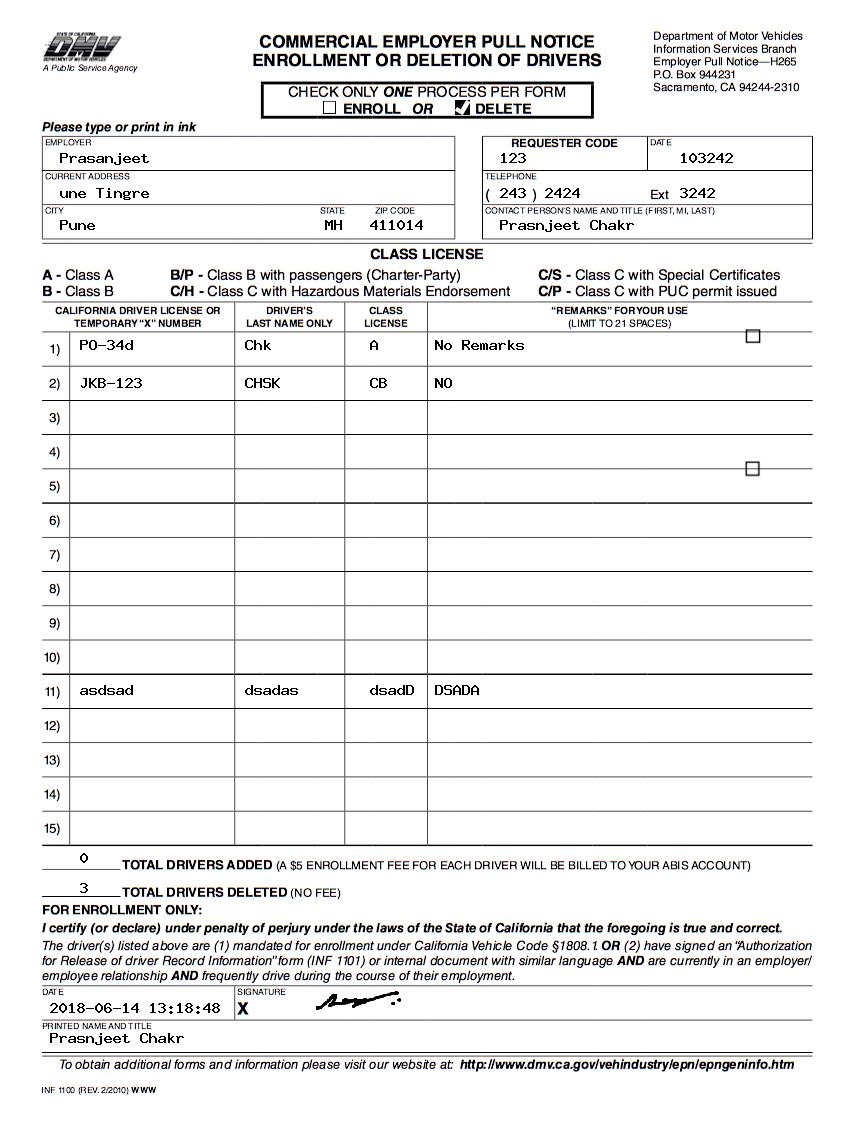 STATE OF CALIFORNIA
DMV
DEPARTMENT OF MOTOR VEHICLES
A Public Service Agency
COMMERCIAL EMPLOYER PULL NOTICE
ENROLLMENT OR DELETION OF DRIVERS
Department of Motor Vehicles
Information Services Branch
Employer Pull Notice—H265
P.O. Box 944231
Sacramento, CA 94244-2310
CHECK ONLY ONE PROCESS PER FORM
ENROLL OR DELETE
Please type or print in ink
EMPLOYER
Prasanjeet
REQUESTER CODE
123
DATE
103242
CURRENT ADDRESS
une Tingre
TELEPHONE
( 243 ) 2424 Ext 3242
CITY STATE ZIP CODE
Pune MH 411014
CONTACT PERSON'S NAME AND TITLE (FIRST, MI, LAST)
Prasnjeet Chakr
CLASS LICENSE
A - Class A B/P - Class B with passengers (Charter-Party) C/S - Class C with Special Certificates
B - Class B C/H - Class C with Hazardous Materials Endorsement C/P - Class C with PUC permit issued
CALIFORNIA DRIVER LICENSE OR TEMPORARY "X" NUMBER
DRIVER'S LAST NAME ONLY
CLASS LICENSE
"REMARKS" FOR YOUR USE
(LIMIT TO 21 SPACES)
1) PO-34d Chk A No Remarks
2) JKB-123 CHSK CB NO
3)
4)
5)
6)
7)
8)
9)
10)
11) asdsad dsadas dsadD DSADA
12)
13)
14)
15)
0 TOTAL DRIVERS ADDED (A $5 ENROLLMENT FEE FOR EACH DRIVER WILL BE BILLED TO YOUR ABIS ACCOUNT)
3 TOTAL DRIVERS DELETED (NO FEE)
FOR ENROLLMENT ONLY:
I certify (or declare) under penalty of perjury under the laws of the State of California that the foregoing is true and correct.
The driver(s) listed above are (1) mandated for enrollment under California Vehicle Code §1808.1 OR (2) have signed an "Authorization
for Release of driver Record Information" form (INF 1101) or internal document with similar language AND are currently in an employer/
employee relationship AND frequently drive during the course of their employment.
DATE
2018-06-14 13:18:48
SIGNATURE
X
PRINTED NAME AND TITLE
Prasnjeet Chakr
To obtain additional forms and information please visit our website at: http://www.dmv.ca.gov/vehindustry/epn/epngeninfo.htm
INF 1100 (REV. 2/2010) WWW